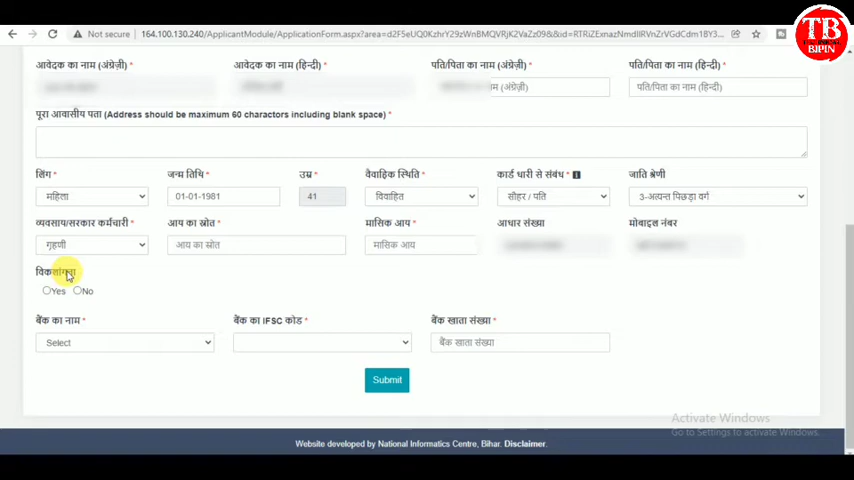 Not secure 164.100.130.240/ApplicantModule/ApplicationForm.aspx?area=d2F5eUQ0KzhrY29zWnBMQVRjK2VaZz09&&id=RTRiZExnazNmdllRVnZrVGdCdml1BY3...
TB
BIPIN
आवेदक का नाम (अंग्रेज़ी) * आवेदक का नाम (हिन्दी) * पति/पिता का नाम (अंग्रेज़ी) * पति/पिता का नाम (हिन्दी) *
म (अंग्रेज़ी) पति/पिता का नाम (हिन्दी)
पूरा आवासीय पता (Address should be maximum 60 characters including blank space) *
लिंग * जन्म तिथि * उम्र * वैवाहिक स्थिति * कार्ड धारी से संबंध * जाति श्रेणी
महिला 01-01-1981 41 विवाहित सौहर / पति 3-अत्यन्त पिछड़ा वर्ग
व्यवसाय/सरकार कर्मचारी * आय का स्रोत * मासिक आय * आधार संख्या मोबाइल नंबर
गृहणी आय का स्रोत मासिक आय
विकलांगता
Yes No
बैंक का नाम * बैंक का IFSC कोड * बैंक खाता संख्या *
Select बैंक खाता संख्या
Submit
Activate Windows
Go to Settings to activate Windows.
Website developed by National Informatics Centre, Bihar. Disclaimer.